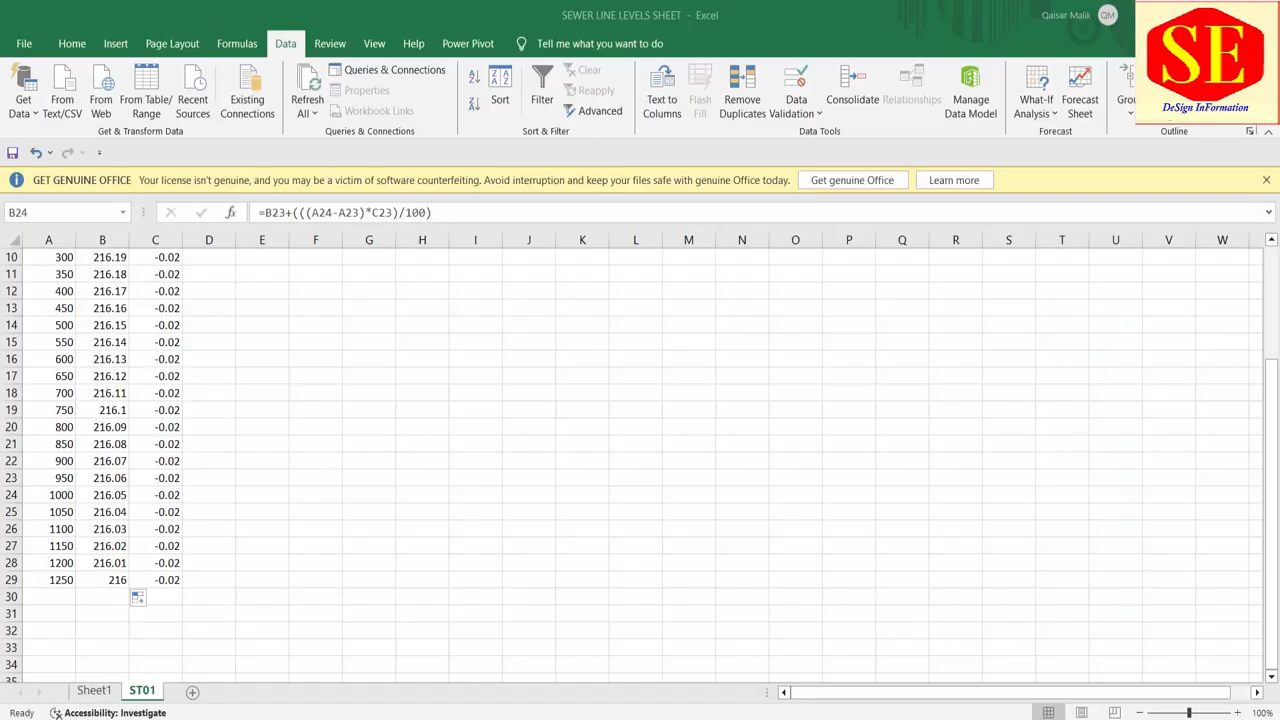 SEWER LINE LEVELS SHEET - Excel
Qaisar Malik QM
SE
DeSign InFormation
File Home Insert Page Layout Formulas Data Review View Help Power Pivot Tell me what you want to do
Get Data From Text/CSV From Web From Table/Range Recent Sources Existing Connections
Get & Transform Data
Refresh All Queries & Connections Properties Workbook Links
Queries & Connections
Sort Filter Clear Reapply Advanced
Sort & Filter
Text to Columns Flash Fill Remove Duplicates Data Validation Consolidate Relationships Manage Data Model
Data Tools
What-If Analysis Forecast Sheet
Forecast
Outline
GET GENUINE OFFICE Your license isn't genuine, and you may be a victim of software counterfeiting. Avoid interruption and keep your files safe with genuine Office today. Get genuine Office Learn more
B24 fx =B23+(((A24-A23)*C23)/100)
A B C D E F G H I J K L M N O P Q R S T U V W
10 300 216.19 -0.02
11 350 216.18 -0.02
12 400 216.17 -0.02
13 450 216.16 -0.02
14 500 216.15 -0.02
15 550 216.14 -0.02
16 600 216.13 -0.02
17 650 216.12 -0.02
18 700 216.11 -0.02
19 750 216.1 -0.02
20 800 216.09 -0.02
21 850 216.08 -0.02
22 900 216.07 -0.02
23 950 216.06 -0.02
24 1000 216.05 -0.02
25 1050 216.04 -0.02
26 1100 216.03 -0.02
27 1150 216.02 -0.02
28 1200 216.01 -0.02
29 1250 216 -0.02
30
31
32
33
34
35
Sheet1 ST01
Ready Accessibility: Investigate 100%